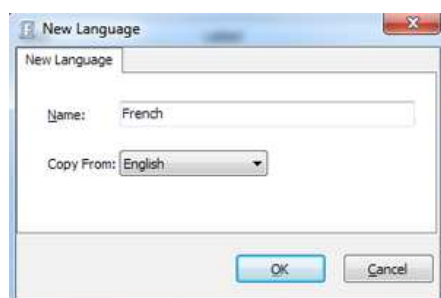 New Language
New Language
Name: French
Copy From: English
OK Cancel